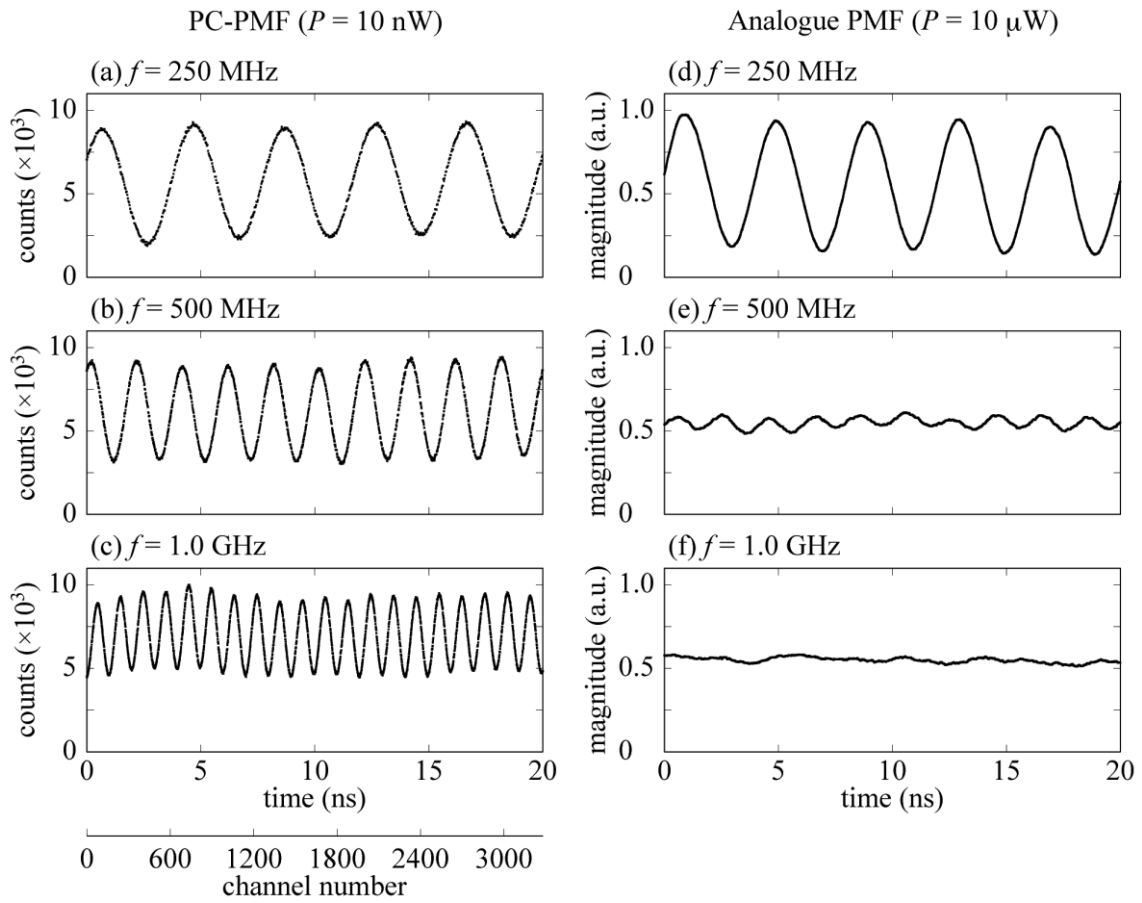 PC-PMF (P = 10 nW)
(a) f = 250 MHz
counts (×10³)
10
5
0
(b) f = 500 MHz
counts (×10³)
10
5
0
(c) f = 1.0 GHz
counts (×10³)
10
5
0
0 5 10 15 20
time (ns)
0 600 1200 1800 2400 3000
channel number
Analogue PMF (P = 10 μW)
(d) f = 250 MHz
magnitude (a.u.)
1.0
0.5
0
(e) f = 500 MHz
magnitude (a.u.)
1.0
0.5
0
(f) f = 1.0 GHz
magnitude (a.u.)
1.0
0.5
0
0 5 10 15 20
time (ns)